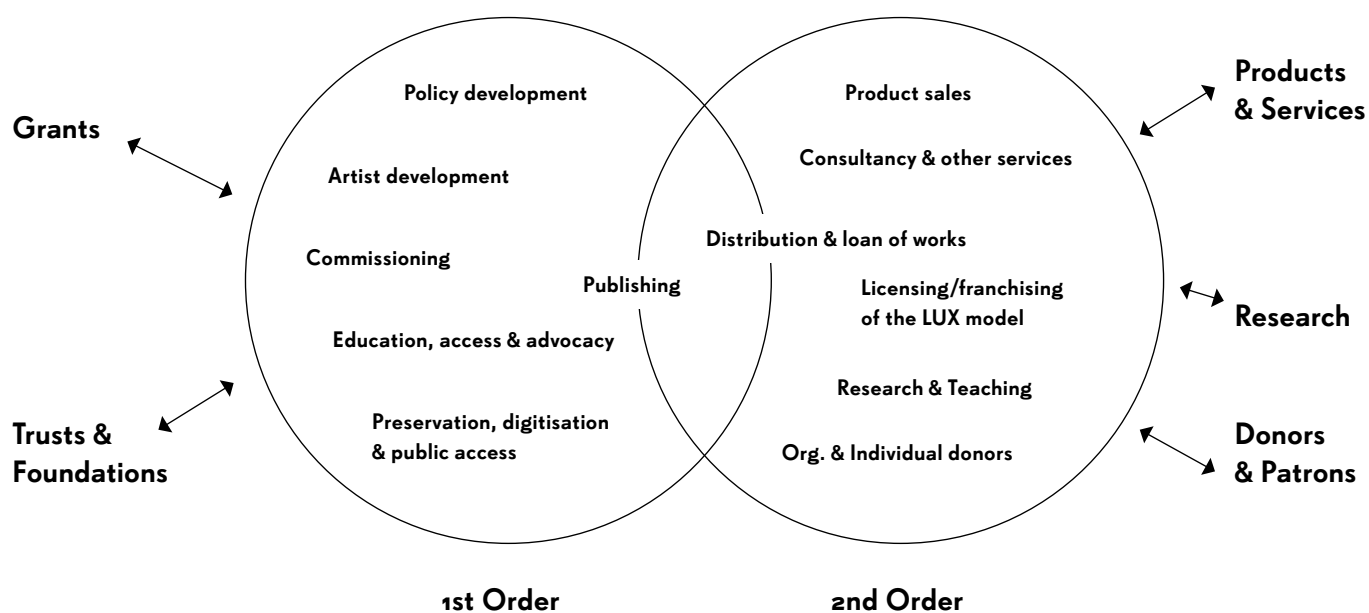 Grants
Trusts &
Foundations
Policy development
Artist development
Commissioning
Publishing
Education, access & advocacy
Preservation, digitisation
& public access
Product sales
Consultancy & other services
Distribution & loan of works
Licensing/franchising
of the LUX model
Research & Teaching
Org. & Individual donors
Products
& Services
Research
Donors
& Patrons
1st Order
2nd Order